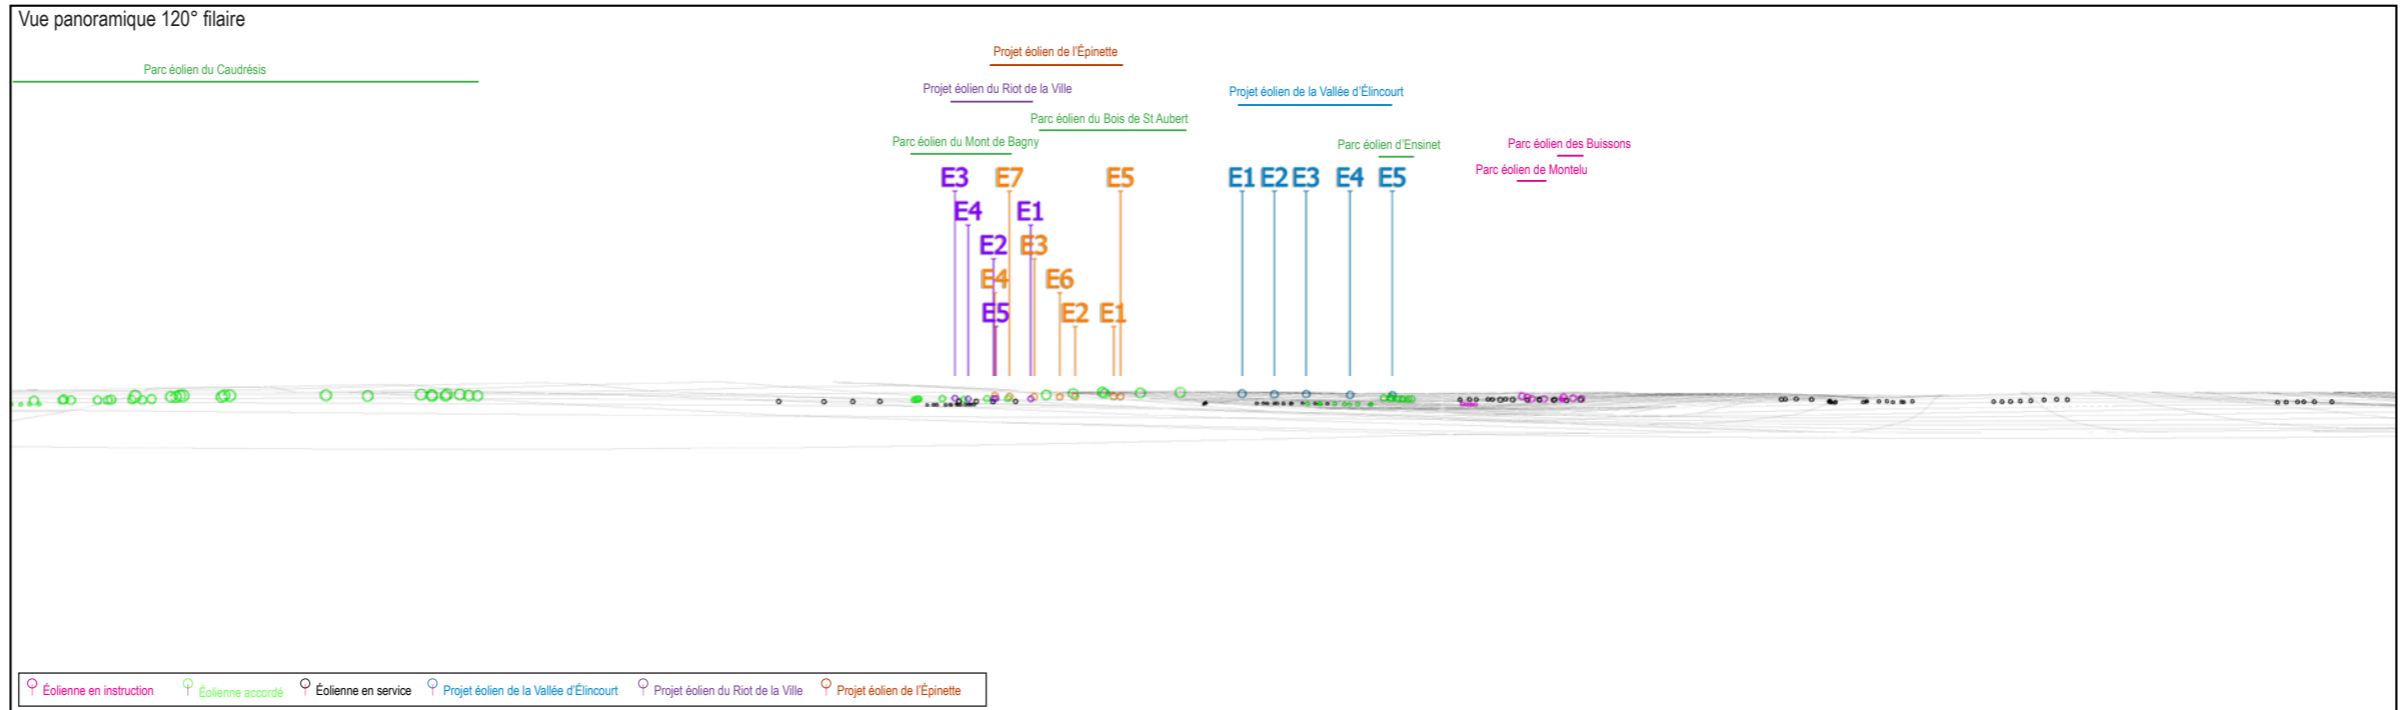 Vue panoramique 120° filaire
Projet éolien de l'Épinette
Parc éolien du Caudrésis
Projet éolien du Riot de la Ville
Projet éolien de la Vallée d'Élincourt
Parc éolien du Bois de St Aubert
Parc éolien du Mont de Bagny
Parc éolien d'Ensinet
Parc éolien des Buissons
Parc éolien de Montelu
E3 E7 E5 E1 E2 E3 E4 E5
E4 E1
E2 E3
E4 E6
E5 E2 E1
Éolienne en instruction
Éolienne accordé
Éolienne en service
Projet éolien de la Vallée d'Élincourt
Projet éolien du Riot de la Ville
Projet éolien de l'Épinette